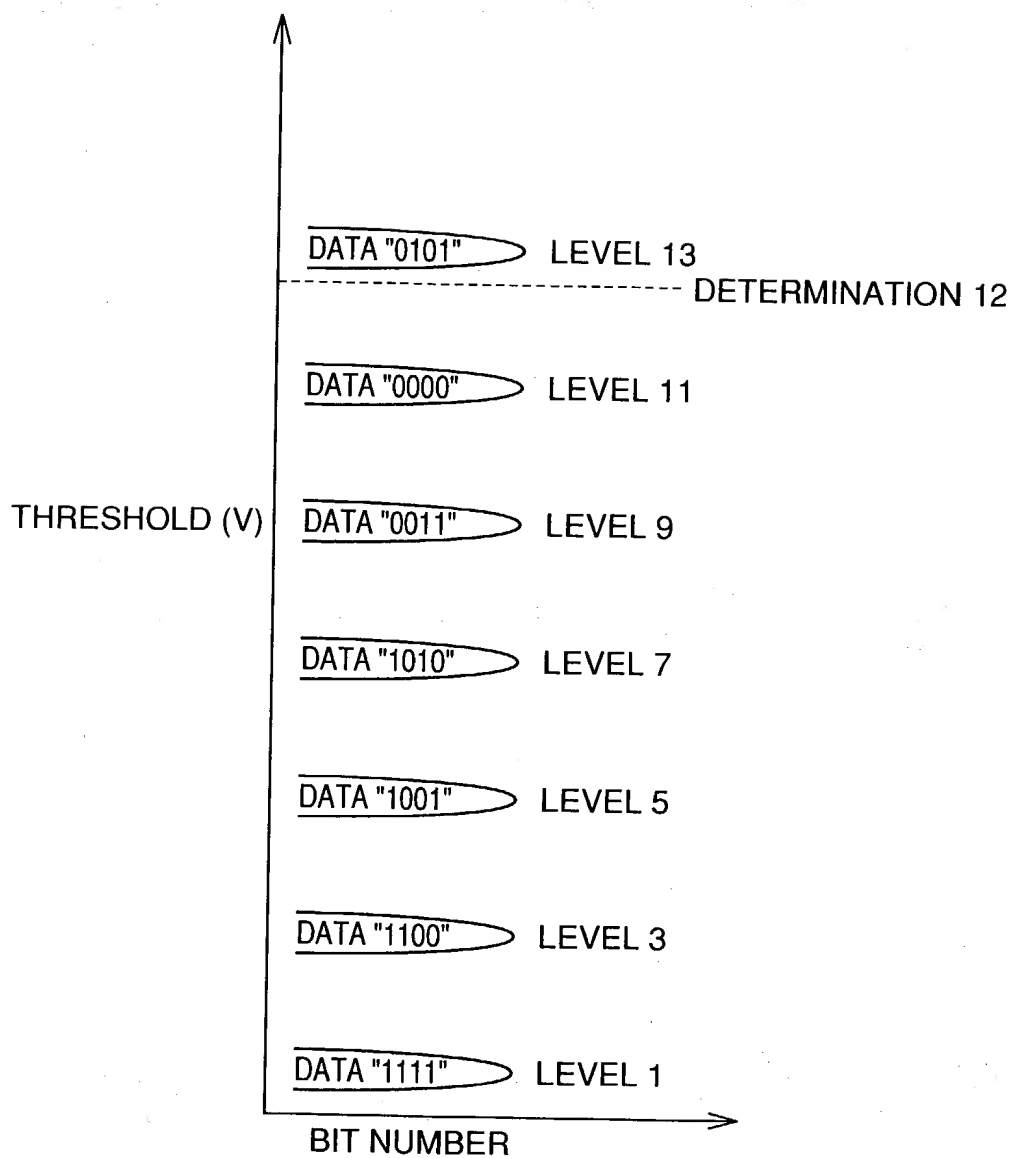 DATA "0101" LEVEL 13
DETERMINATION 12
DATA "0000" LEVEL 11
THRESHOLD (V)
DATA "0011" LEVEL 9
DATA "1010" LEVEL 7
DATA "1001" LEVEL 5
DATA "1100" LEVEL 3
DATA "1111" LEVEL 1
BIT NUMBER